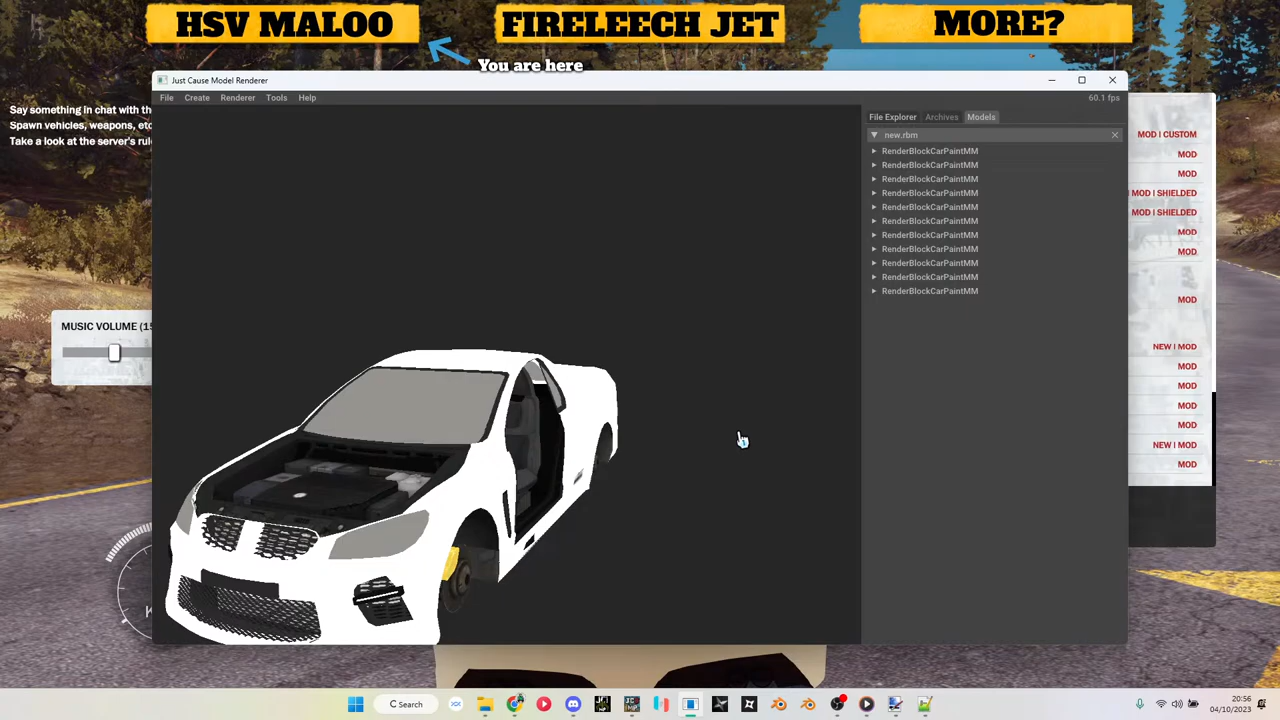 HSV MALOO
FIRELEECH JET
MORE?
You are here
Just Cause Model Renderer
File Create Renderer Tools Help
60.1 fps
Say something in chat with th
Spawn vehicles, weapons, etc
Take a look at the server's rul
File Explorer Archives Models
new.rbm
RenderBlockCarPaintMM
RenderBlockCarPaintMM
RenderBlockCarPaintMM
RenderBlockCarPaintMM
RenderBlockCarPaintMM
RenderBlockCarPaintMM
RenderBlockCarPaintMM
RenderBlockCarPaintMM
RenderBlockCarPaintMM
RenderBlockCarPaintMM
RenderBlockCarPaintMM
MOD | CUSTOM
MOD
MOD
MOD | SHIELDED
MOD | SHIELDED
MOD
MOD
MOD
NEW | MOD
MOD
MOD
MOD
MOD
NEW | MOD
MOD
MUSIC VOLUME (15
Search
20:56
04/10/2023